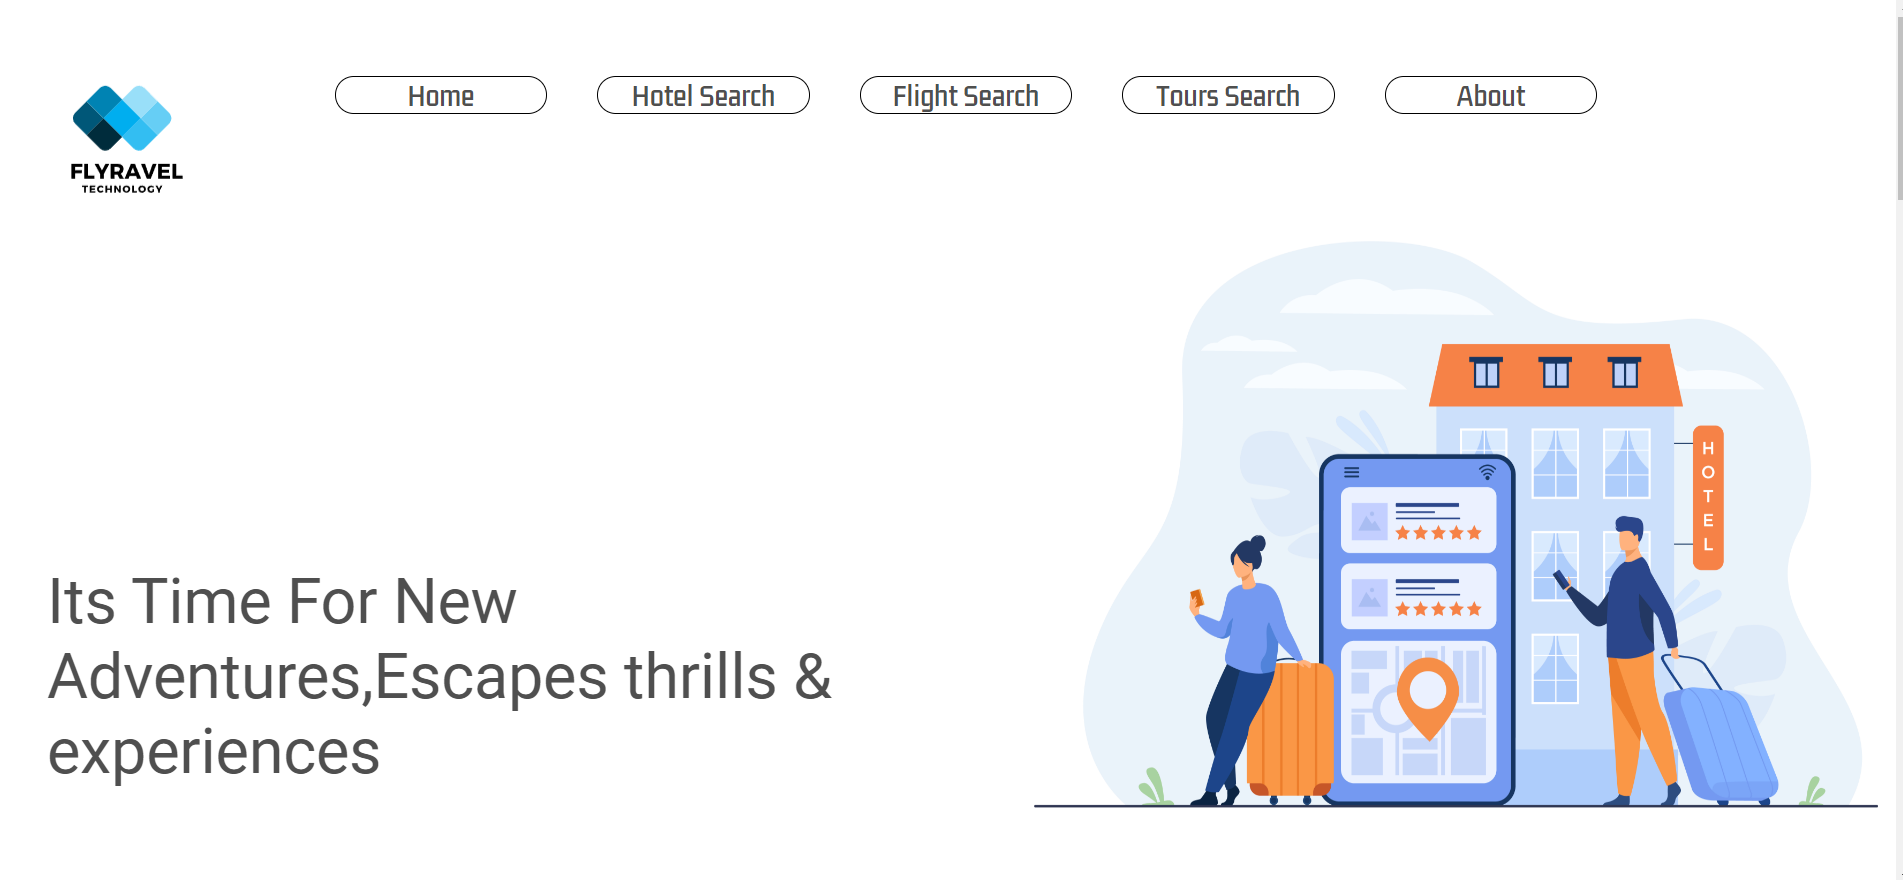 Home
Hotel Search
Flight Search
Tours Search
About
FLYRAVEL
TECHNOLOGY
Its Time For New
Adventures,Escapes thrills &
experiences
HOTEL